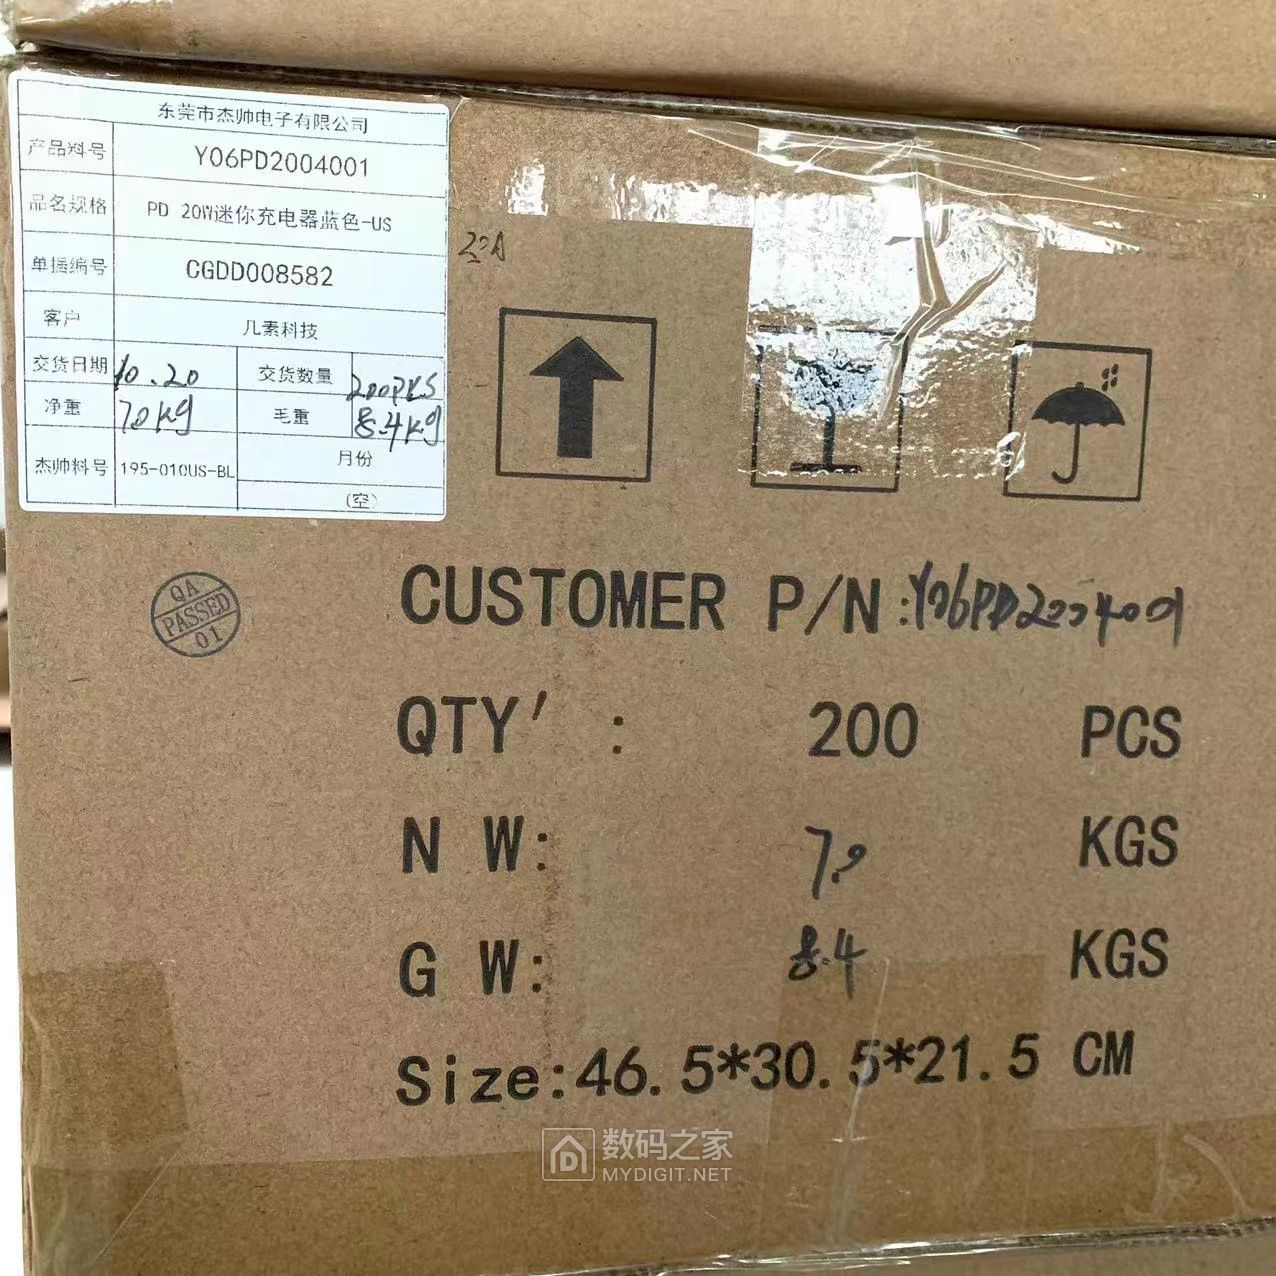 东莞市杰帅电子有限公司
产品料号 Y06PD2004001
品名规格 PD 20W迷你充电器蓝色-US
单据编号 CGDD008582
客户 几素科技
交货日期 10.20 交货数量 200PCS
净重 7.0kg 毛重 8.4kg
杰帅料号 195-010US-BL 月份
(空)
22A
QA
PASSED
01
CUSTOMER P/N:Y06PD2004001
QTY' : 200 PCS
N W: 7.0 KGS
G W: 8.4 KGS
Size:46.5*30.5*21.5 CM
数码之家
MYDIGIT.NET